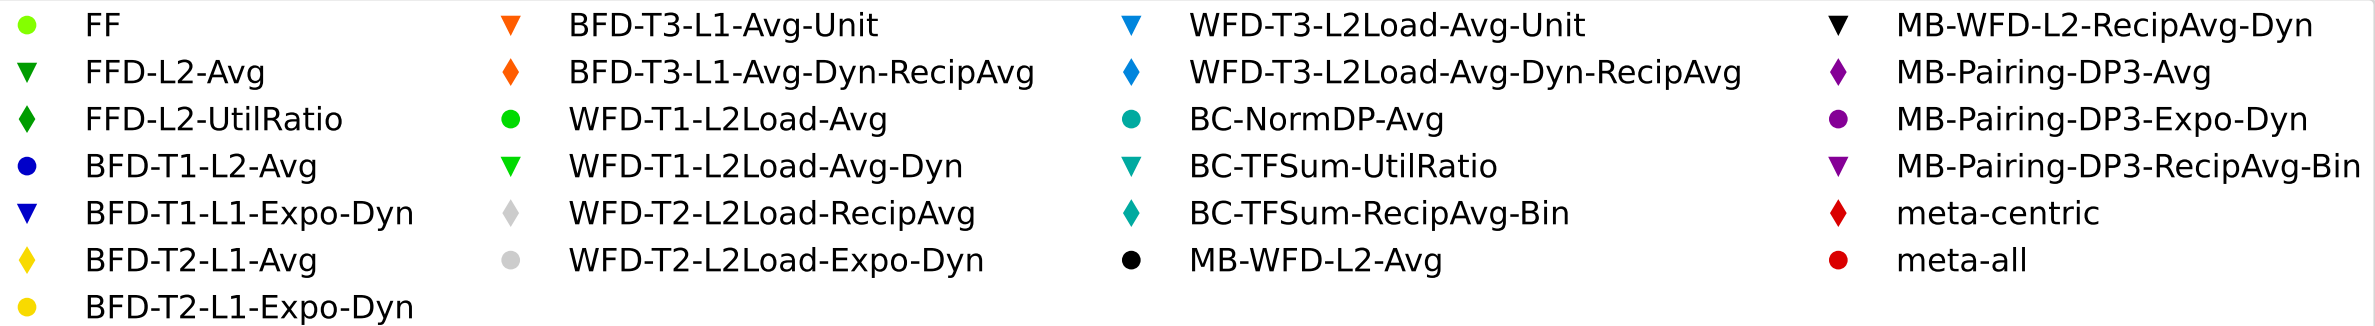 FF
FFD-L2-Avg
FFD-L2-UtilRatio
BFD-T1-L2-Avg
BFD-T1-L1-Expo-Dyn
BFD-T2-L1-Avg
BFD-T2-L1-Expo-Dyn
BFD-T3-L1-Avg-Unit
BFD-T3-L1-Avg-Dyn-RecipAvg
WFD-T1-L2Load-Avg
WFD-T1-L2Load-Avg-Dyn
WFD-T2-L2Load-RecipAvg
WFD-T2-L2Load-Expo-Dyn
WFD-T3-L2Load-Avg-Unit
WFD-T3-L2Load-Avg-Dyn-RecipAvg
BC-NormDP-Avg
BC-TFSum-UtilRatio
BC-TFSum-RecipAvg-Bin
MB-WFD-L2-Avg
MB-WFD-L2-RecipAvg-Dyn
MB-Pairing-DP3-Avg
MB-Pairing-DP3-Expo-Dyn
MB-Pairing-DP3-RecipAvg-Bin
meta-centric
meta-all